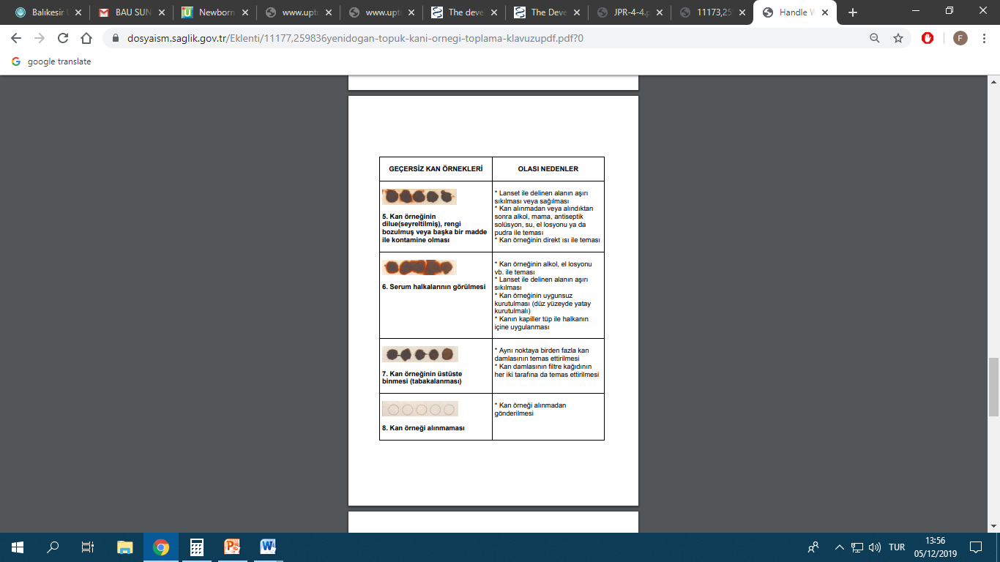 Balıkesir
BAU SUN
Newborn
www.upt
www.upt
The deve
The Deve
JPR-4-4.p
11173,25
Handle W
dosyaism.saglik.gov.tr/Eklenti/11177,259836yenidogan-topuk-kani-ornegi-toplama-klavuzupdf.pdf?0
F
google translate
GEÇERSİZ KAN ÖRNEKLERİ
OLASI NEDENLER
5. Kan örneğinin
dilue(seyreltilmiş), rengi
bozulmuş veya başka bir madde
ile kontamine olması
* Lanset ile delinen alanın aşırı
sıkılması veya sağılması
* Kan alınmadan veya alındıktan
sonra alkol, mama, antiseptik
solüsyon, su, el losyonu ya da
pudra ile teması
* Kan örneğinin direkt ısı ile teması
6. Serum halkalarının görülmesi
* Kan örneğinin alkol, el losyonu
vb. ile teması
* Lanset ile delinen alanın aşırı
sıkılması
* Kan örneğinin uygunsuz
kurutulması (düz yüzeyde yatay
kurutulmalı)
* Kanın kapiller tüp ile halkanın
içine uygulanması
7. Kan örneğinin üstüste
binmesi (tabakalanması)
* Aynı noktaya birden fazla kan
damlasının temas ettirilmesi
* Kan damlasının filtre kağıdının
her iki tarafına da temas ettirilmesi
8. Kan örneği alınmaması
* Kan örneği alınmadan
gönderilmesi
TUR
13:56
05/12/2019